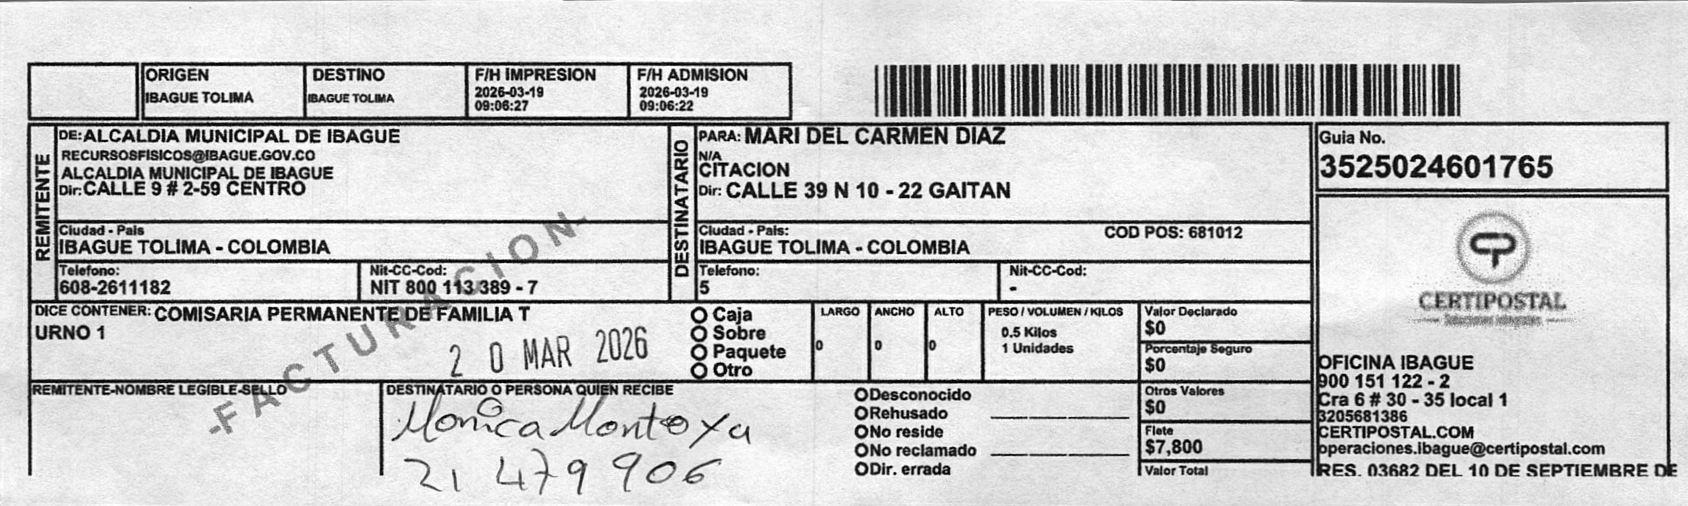 ORIGEN
IBAGUE TOLIMA
DESTINO
IBAGUE TOLIMA
F/H IMPRESION
2026-03-19
09:06:27
F/H ADMISION
2026-03-19
09:06:22
REMITENTE
DE: ALCALDIA MUNICIPAL DE IBAGUE
RECURSOSFISICOS@IBAGUE.GOV.CO
ALCALDIA MUNICIPAL DE IBAGUE
Dir: CALLE 9 # 2-59 CENTRO
Ciudad - Pais
IBAGUE TOLIMA - COLOMBIA
Telefono:
608-2611182
Nit-CC-Cod:
NIT 800 113 389 - 7
DESTINATARIO
PARA: MARI DEL CARMEN DIAZ
N/A
CITACION
Dir: CALLE 39 N 10 - 22 GAITAN
Ciudad - Pais:
COD POS: 681012
IBAGUE TOLIMA - COLOMBIA
Telefono:
5
Nit-CC-Cod:
-
Guia No.
3525024601765
CERTIPOSTAL
Soluciones Integrales
OFICINA IBAGUE
900 151 122 - 2
Cra 6 # 30 - 35 local 1
3205681386
CERTIPOSTAL.COM
operaciones.ibague@certipostal.com
RES. 03682 DEL 10 DE SEPTIEMBRE DE
DICE CONTENER: COMISARIA PERMANENTE DE FAMILIA T
URNO 1
-FACTURACION-
20 MAR 2026
Caja
Sobre
Paquete
Otro
LARGO
0
ANCHO
0
ALTO
0
PESO / VOLUMEN / KILOS
0.5 Kilos
1 Unidades
Valor Declarado
$0
Porcentaje Seguro
$0
Otros Valores
$0
Flete
$7,800
Valor Total
REMITENTE-NOMBRE LEGIBLE-SELLO
DESTINATARIO O PERSONA QUIEN RECIBE
Monica Montoya
21 479 906
Desconocido
Rehusado
No reside
No reclamado
Dir. errada